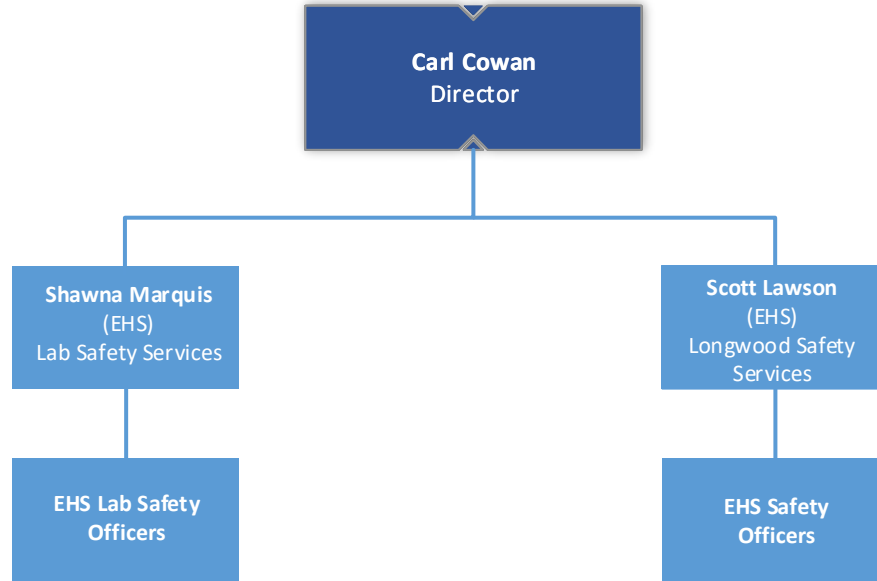 Carl Cowan
Director
Shawna Marquis
(EHS)
Lab Safety Services
Scott Lawson
(EHS)
Longwood Safety
Services
EHS Lab Safety
Officers
EHS Safety
Officers